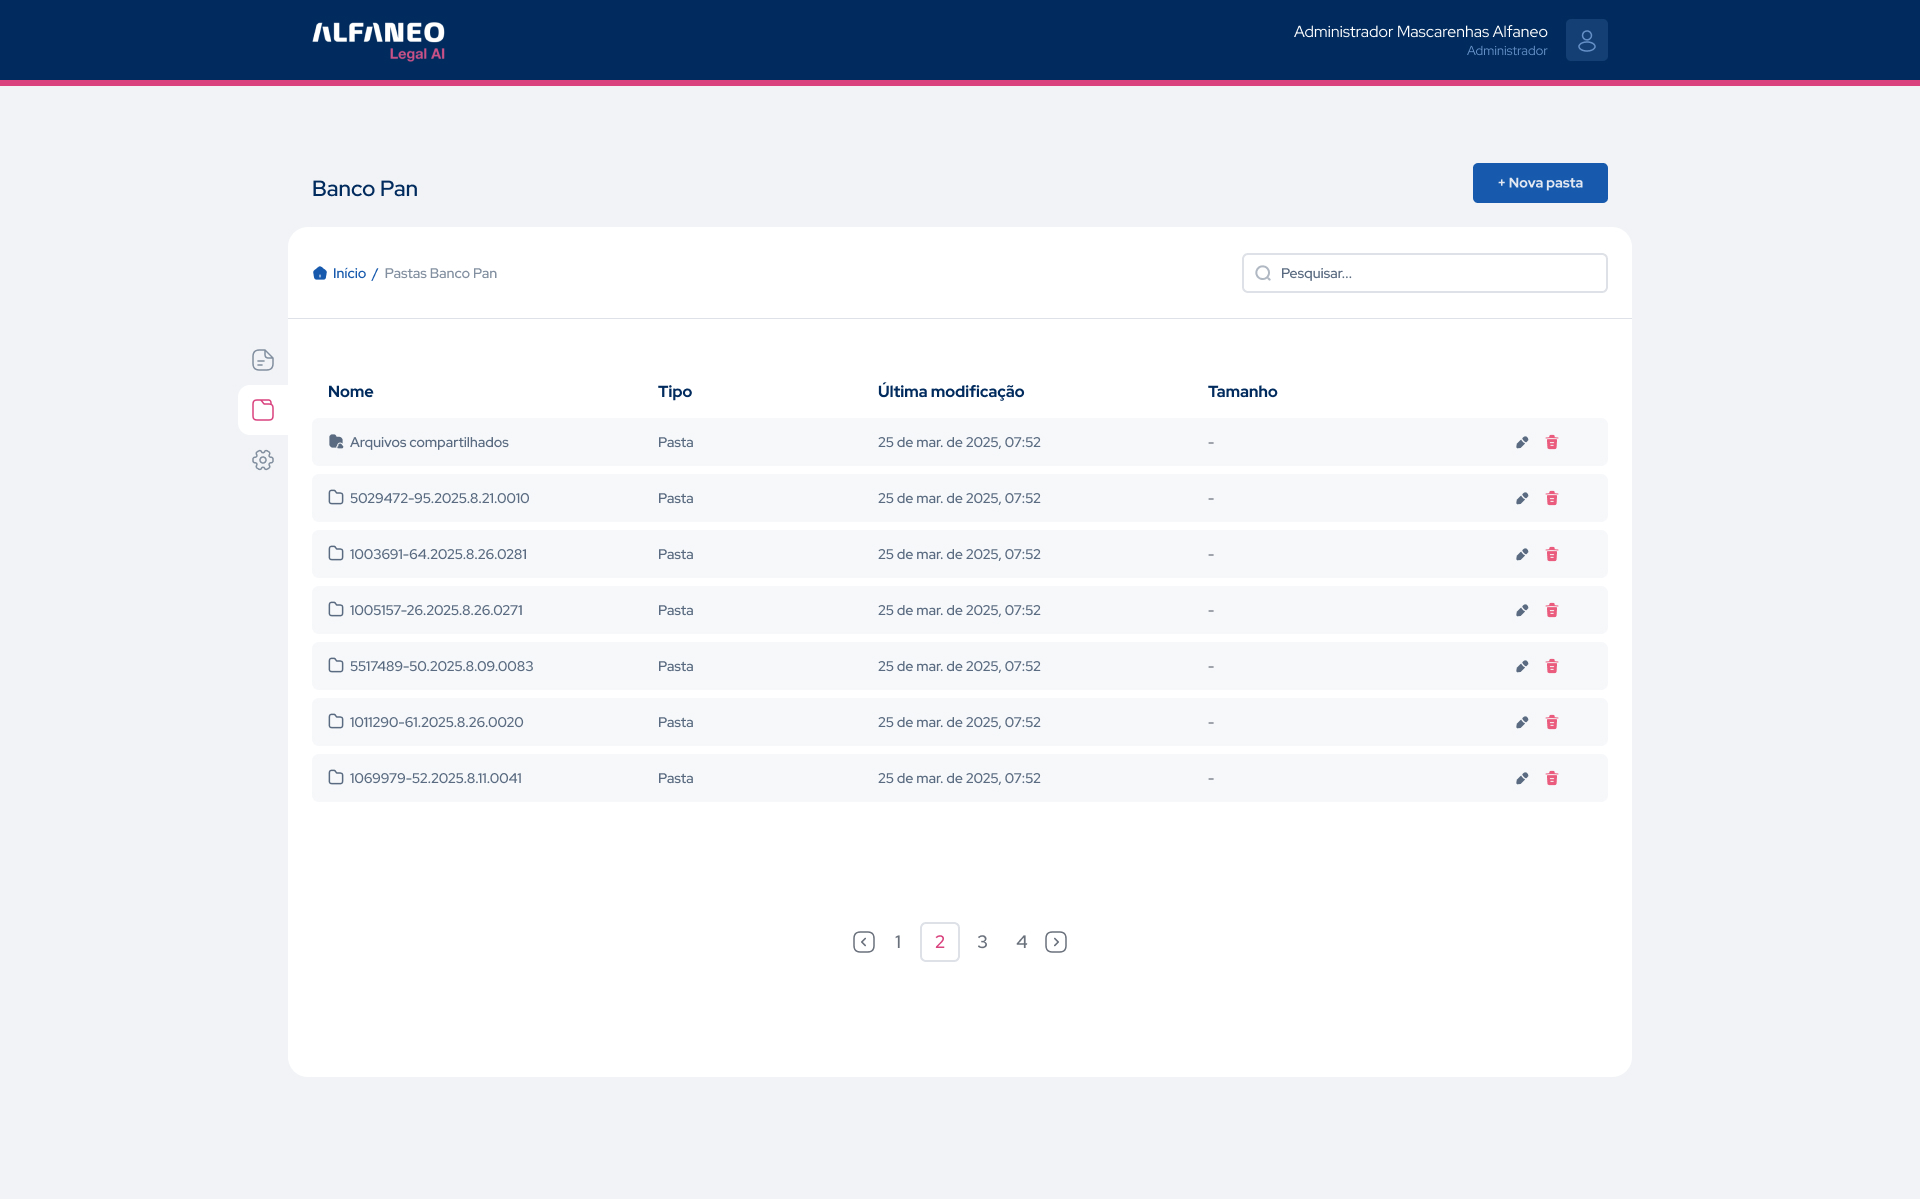 ALFANEO
Legal AI
Administrador Mascarenhas Alfaneo
Administrador
Banco Pan
+ Nova pasta
Início / Pastas Banco Pan
Pesquisar...
Nome Tipo Última modificação Tamanho
Arquivos compartilhados Pasta 25 de mar. de 2025, 07:52 -
5029472-95.2025.8.21.0010 Pasta 25 de mar. de 2025, 07:52 -
1003691-64.2025.8.26.0281 Pasta 25 de mar. de 2025, 07:52 -
1005157-26.2025.8.26.0271 Pasta 25 de mar. de 2025, 07:52 -
5517489-50.2025.8.09.0083 Pasta 25 de mar. de 2025, 07:52 -
1011290-61.2025.8.26.0020 Pasta 25 de mar. de 2025, 07:52 -
1069979-52.2025.8.11.0041 Pasta 25 de mar. de 2025, 07:52 -
1 2 3 4